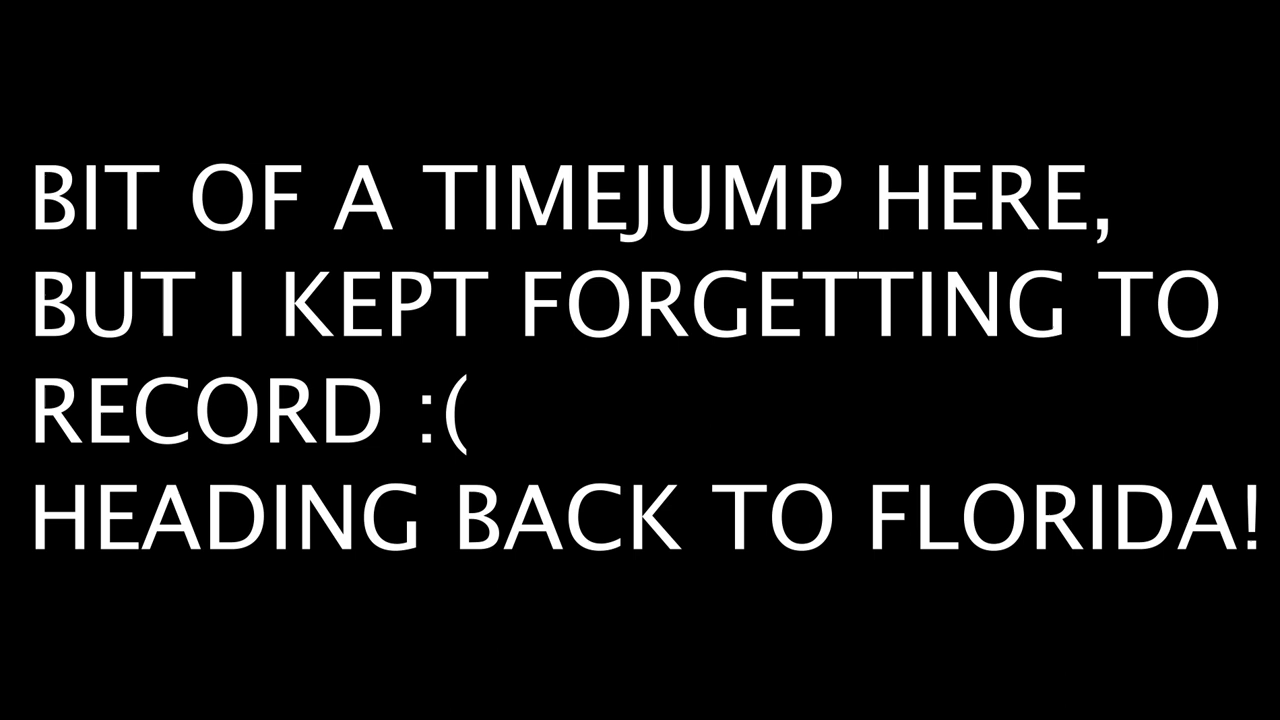 BIT OF A TIMEJUMP HERE,
BUT I KEPT FORGETTING TO
RECORD :(
HEADING BACK TO FLORIDA!